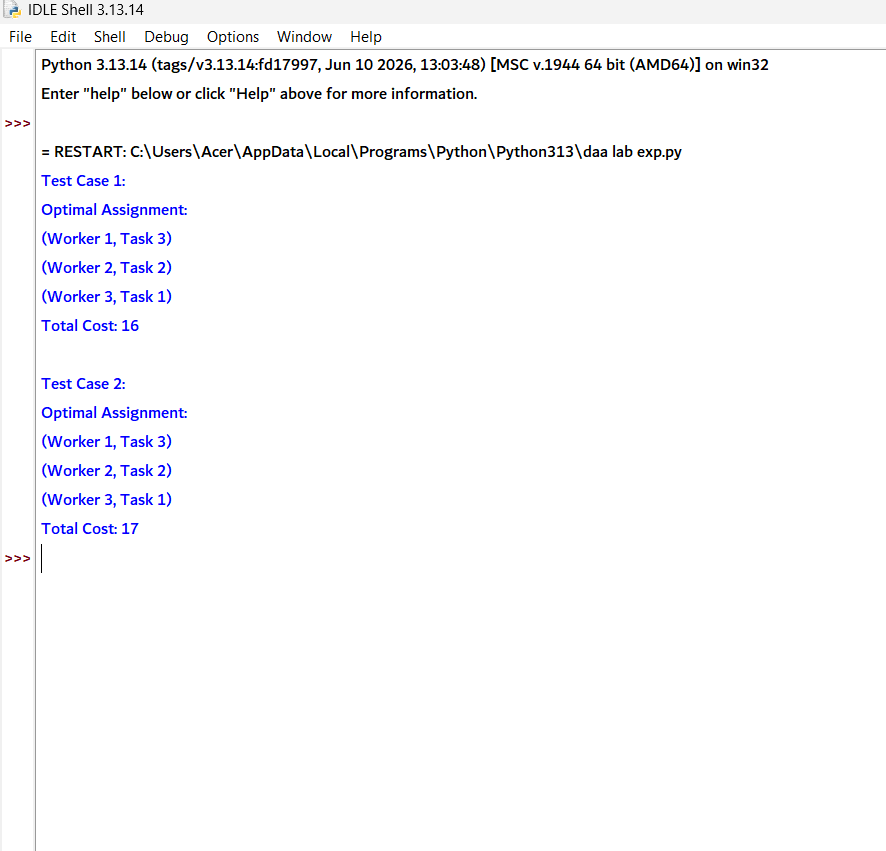 IDLE Shell 3.13.14
File Edit Shell Debug Options Window Help
Python 3.13.14 (tags/v3.13.14:fd17997, Jun 10 2026, 13:03:48) [MSC v.1944 64 bit (AMD64)] on win32
Enter "help" below or click "Help" above for more information.
>>>
= RESTART: C:\Users\Acer\AppData\Local\Programs\Python\Python313\daa lab exp.py
Test Case 1:
Optimal Assignment:
(Worker 1, Task 3)
(Worker 2, Task 2)
(Worker 3, Task 1)
Total Cost: 16
Test Case 2:
Optimal Assignment:
(Worker 1, Task 3)
(Worker 2, Task 2)
(Worker 3, Task 1)
Total Cost: 17
>>>